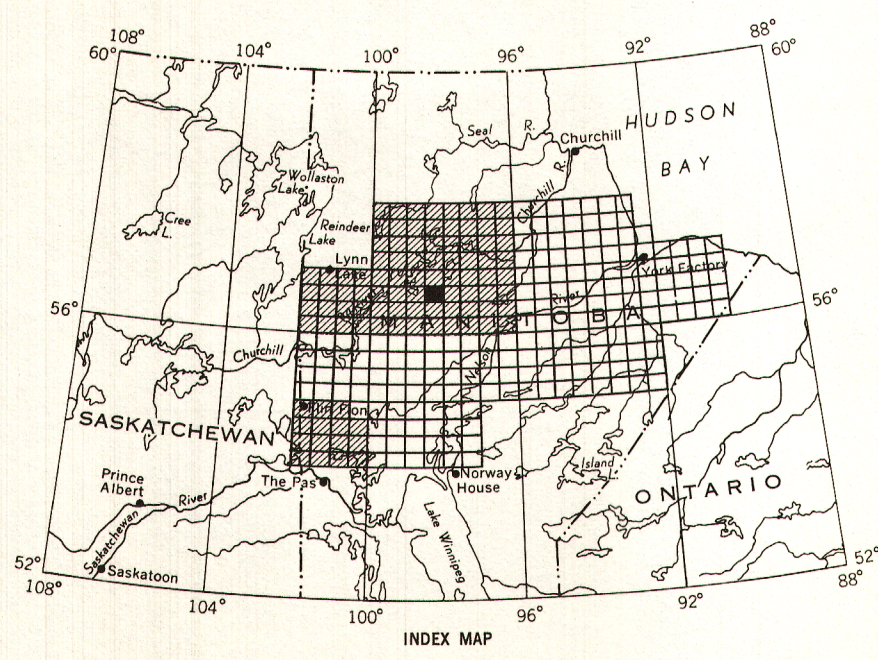 108°
60°
104°
100°
96°
92°
88°
60°
HUDSON
BAY
Seal R.
Churchill
Churchill R.
Wollaston
Lake
Cree
L.
Reindeer
Lake
Lynn
Lake
York Factory
56°
56°
River
MANITOBA
Churchill
Nelson
Flin Flon
SASKATCHEWAN
Prince
Albert
River
The Pas
Norway
House
Island L.
ONTARIO
Saskatchewan
Lake Winnipeg
Saskatoon
52°
108°
104°
100°
96°
92°
52°
88°
INDEX MAP